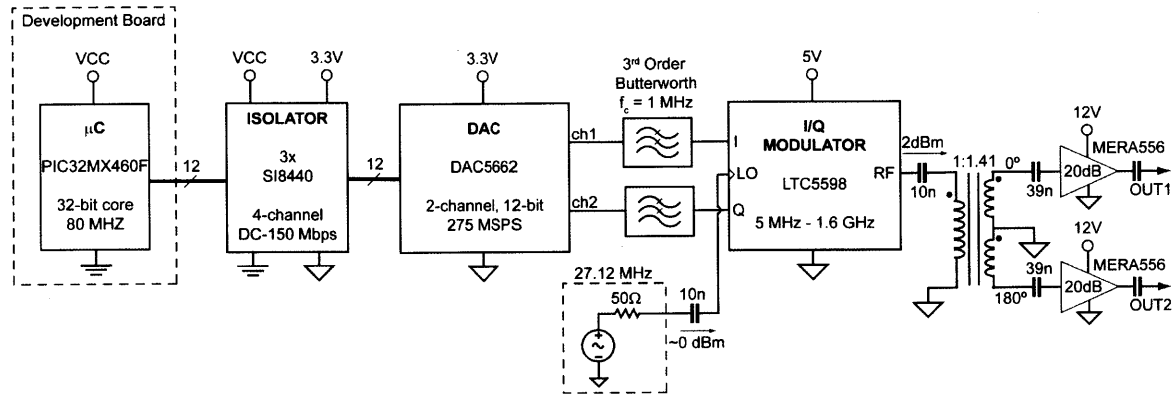 Development Board
VCC
μC
PIC32MX460F
32-bit core
80 MHZ
12
VCC
3.3V
ISOLATOR
3x
SI8440
4-channel
DC-150 Mbps
12
3.3V
DAC
DAC5662
2-channel, 12-bit
275 MSPS
ch1
ch2
3rd Order
Butterworth
fc = 1 MHz
27.12 MHz
50Ω
10n
~0 dBm
5V
I/Q
MODULATOR
LTC5598
5 MHz - 1.6 GHz
I
LO
Q
RF
2dBm
10n
1:1.41
0º
180º
39n
12V
MERA556
20dB
OUT1
39n
12V
MERA556
20dB
OUT2